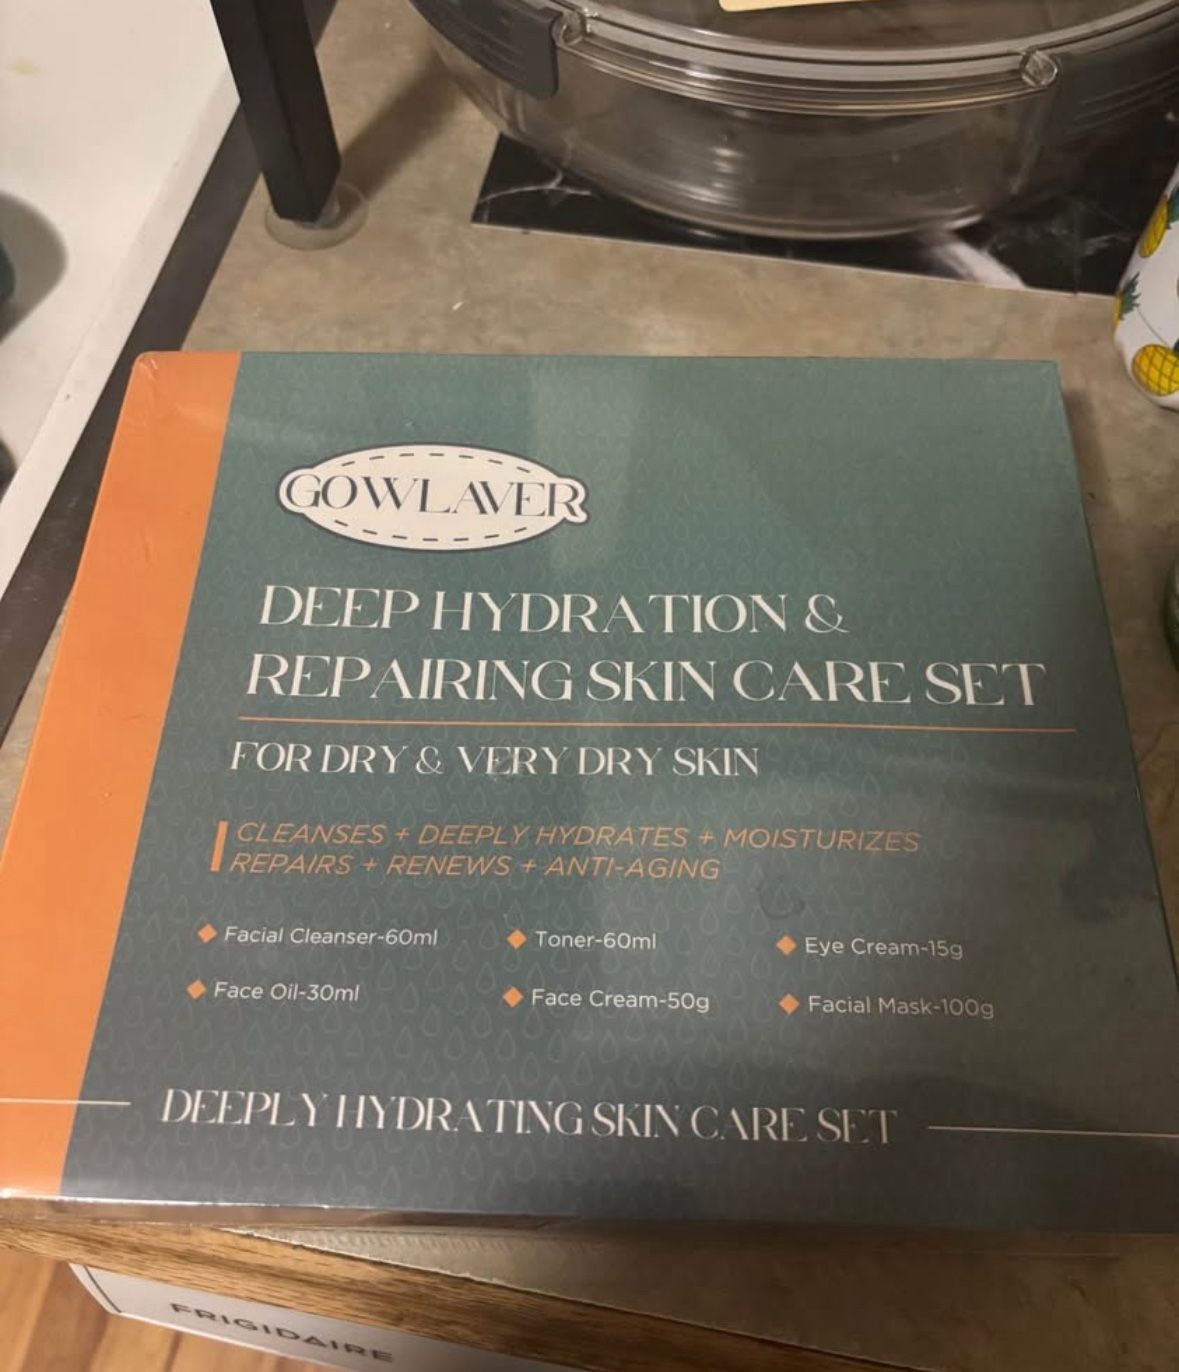 GOWLAVER
DEEP HYDRATION &
REPAIRING SKIN CARE SET
FOR DRY & VERY DRY SKIN
CLEANSES + DEEPLY HYDRATES + MOISTURIZES
REPAIRS + RENEWS + ANTI-AGING
Facial Cleanser-60ml
Toner-60ml
Eye Cream-15g
Face Oil-30ml
Face Cream-50g
Facial Mask-100g
DEEPLY HYDRATING SKIN CARE SET
FRIGIDAIRE